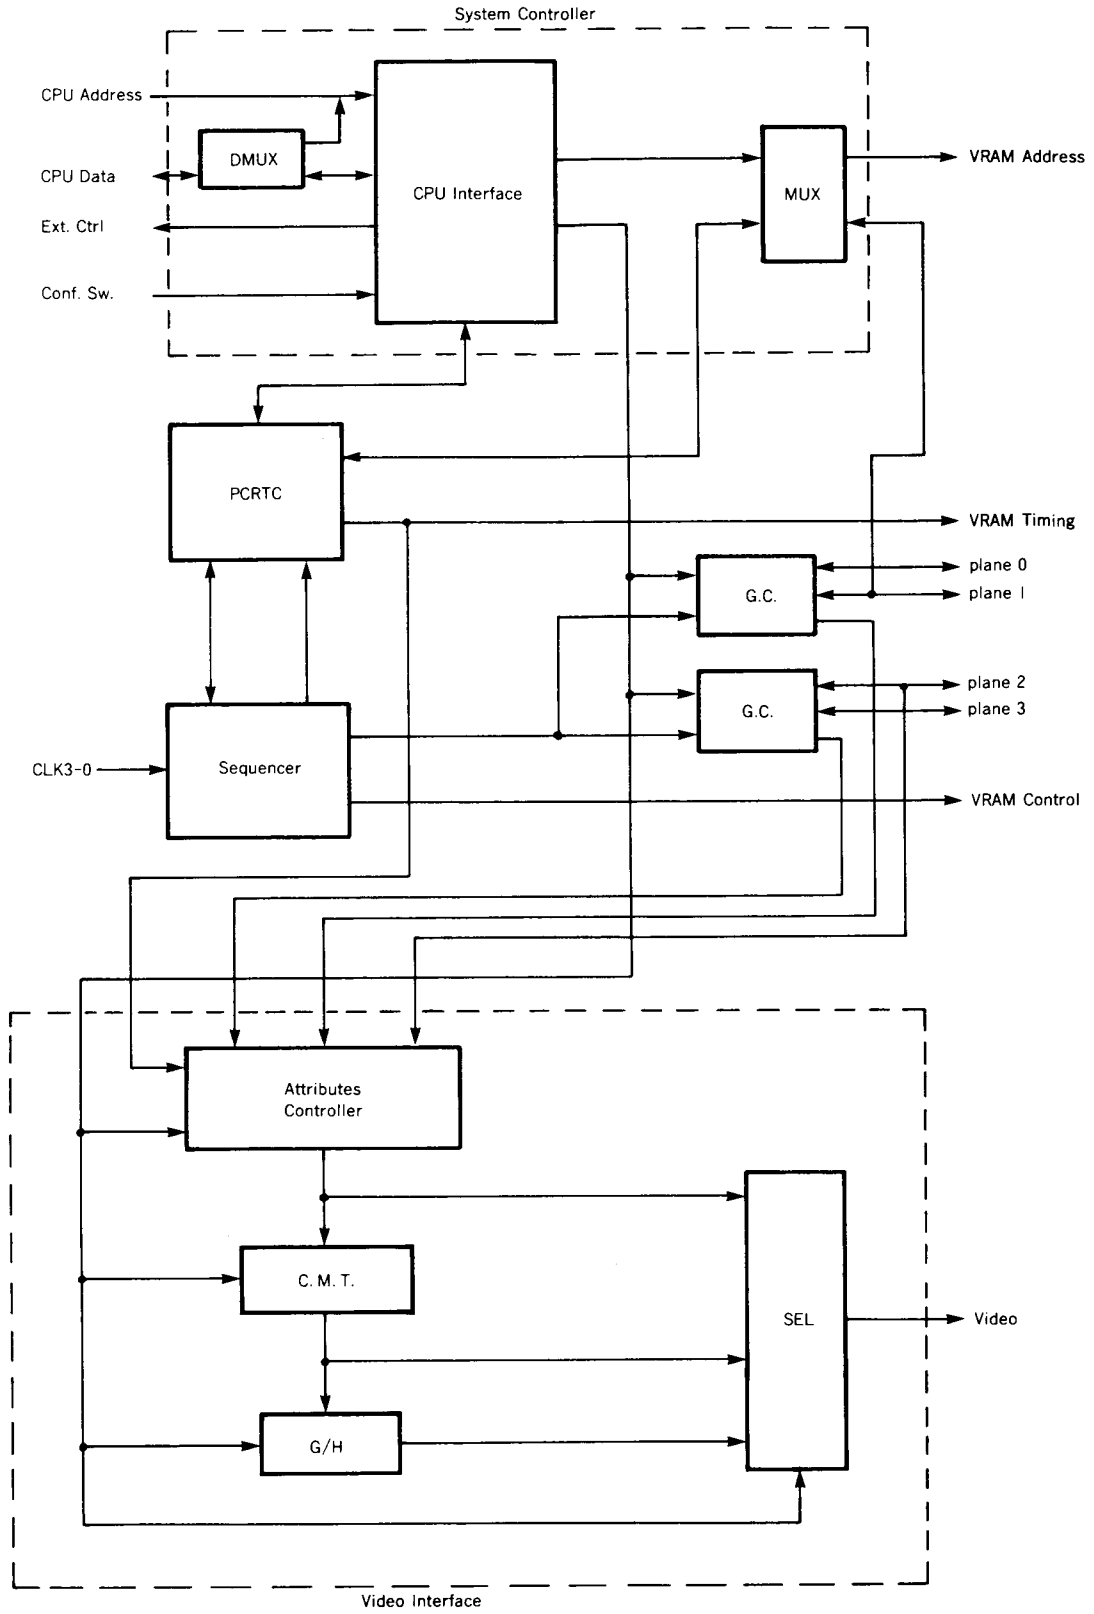 System Controller
CPU Address
DMUX
CPU Data
CPU Interface
MUX
VRAM Address
Ext. Ctrl
Conf. Sw.
PCRTC
VRAM Timing
plane 0
G.C.
plane 1
plane 2
G.C.
plane 3
CLK3-0
Sequencer
VRAM Control
Attributes
Controller
C.M.T.
SEL
Video
G/H
Video Interface